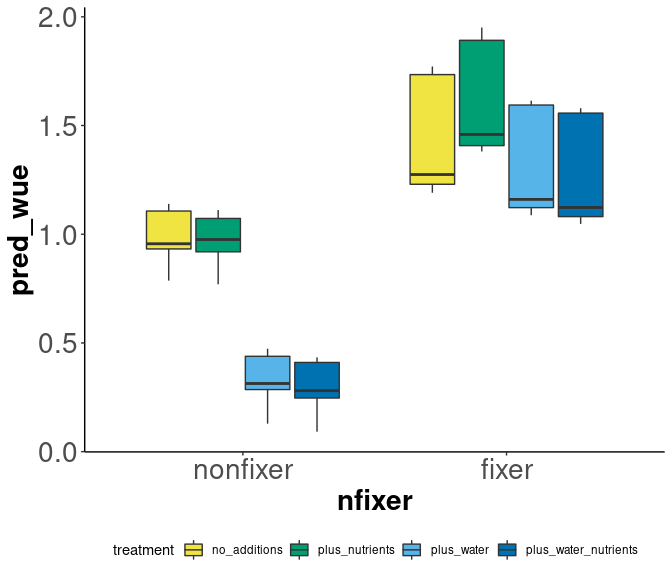 2.0
1.5
1.0
0.5
0.0
pred_wue
nonfixer fixer
nfixer
treatment no_additions plus_nutrients plus_water plus_water_nutrients